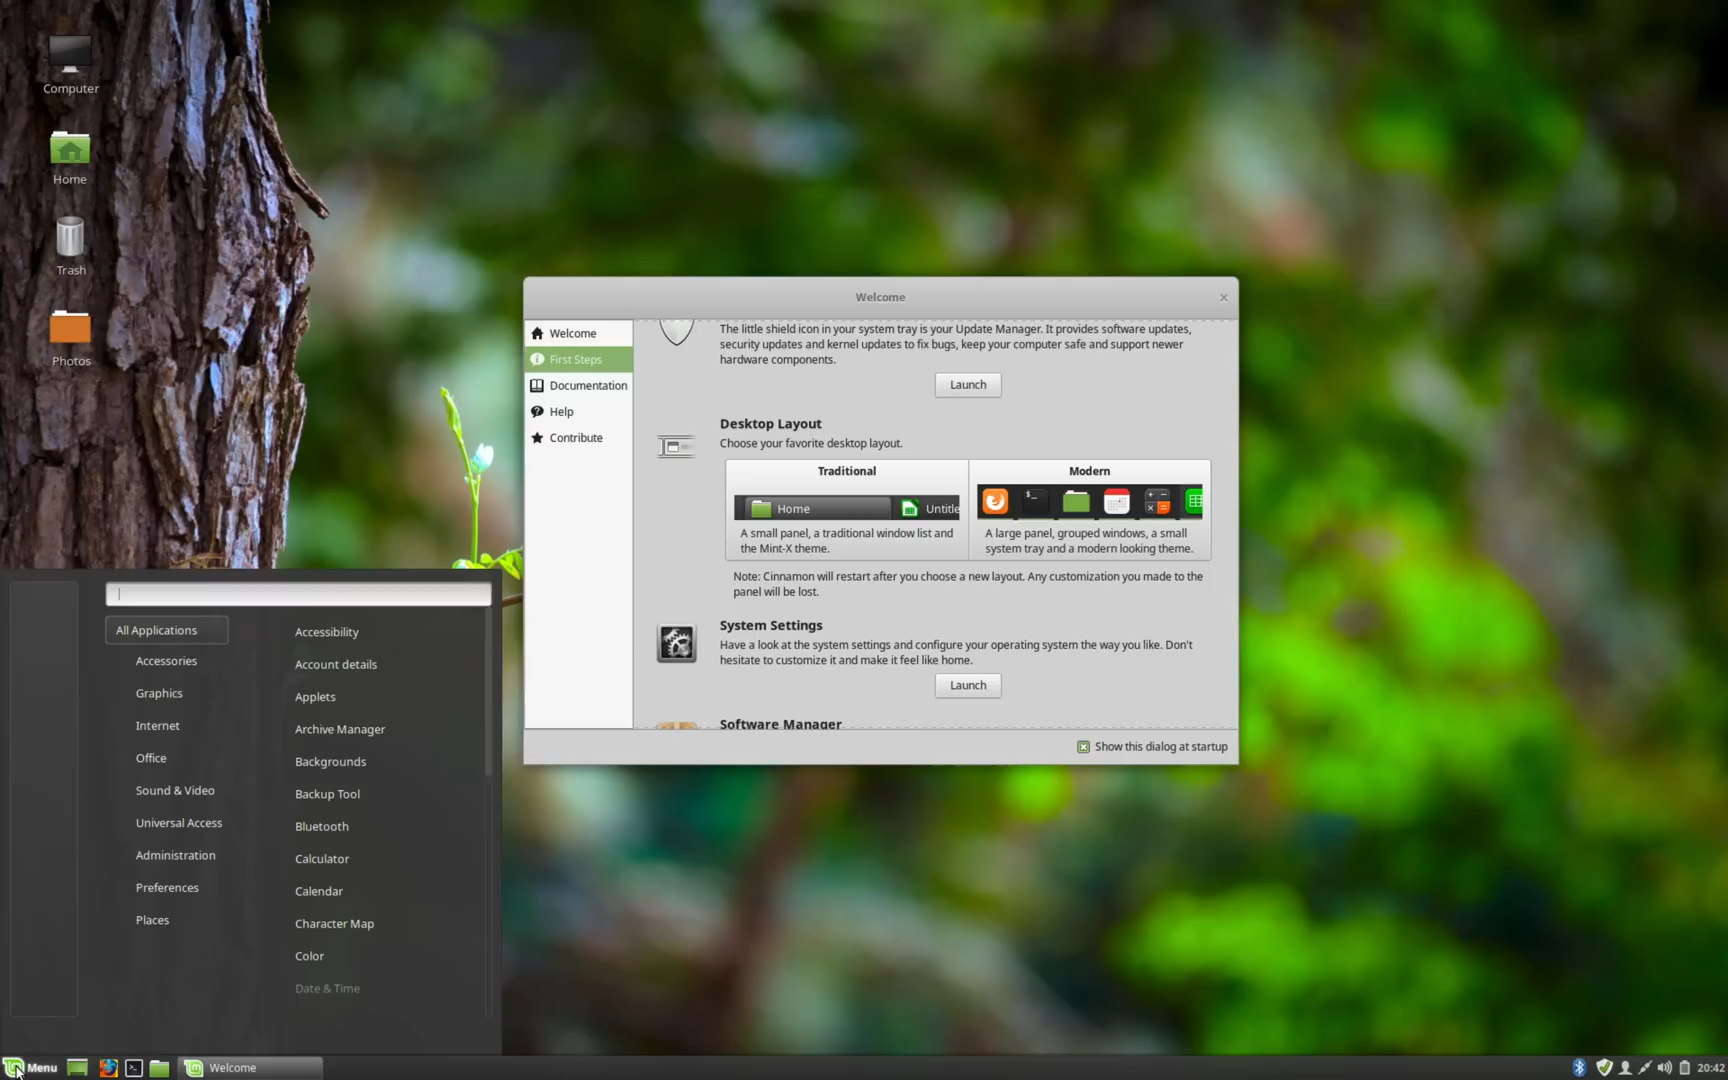 Computer
Home
Trash
Photos
Welcome
Welcome
First Steps
Documentation
Help
Contribute
The little shield icon in your system tray is your Update Manager. It provides software updates,
security updates and kernel updates to fix bugs, keep your computer safe and support newer
hardware components.
Launch
Desktop Layout
Choose your favorite desktop layout.
Traditional
Home
Untitle
A small panel, a traditional window list and
the Mint-X theme.
Modern
A large panel, grouped windows, a small
system tray and a modern looking theme.
Note: Cinnamon will restart after you choose a new layout. Any customization you made to the
panel will be lost.
System Settings
Have a look at the system settings and configure your operating system the way you like. Don't
hesitate to customize it and make it feel like home.
Launch
Software Manager
Show this dialog at startup
All Applications
Accessories
Graphics
Internet
Office
Sound & Video
Universal Access
Administration
Preferences
Places
Accessibility
Account details
Applets
Archive Manager
Backgrounds
Backup Tool
Bluetooth
Calculator
Calendar
Character Map
Color
Date & Time
Menu
Welcome
20:42